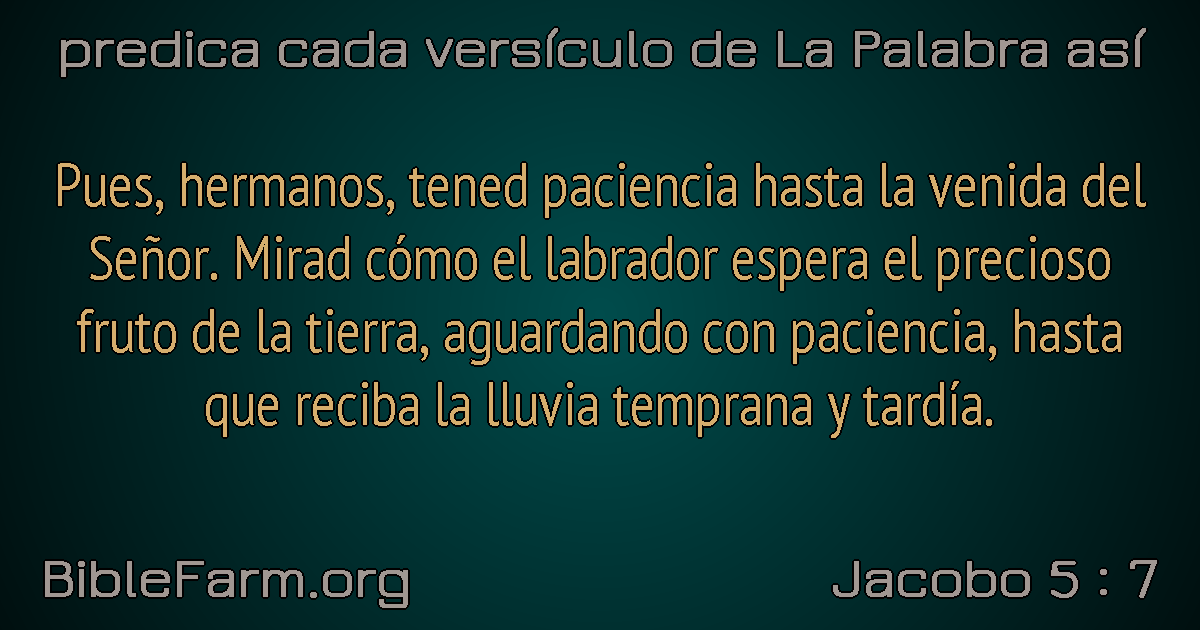 predica cada versículo de La Palabra así
Pues, hermanos, tened paciencia hasta la venida del
Señor. Mirad cómo el labrador espera el precioso
fruto de la tierra, aguardando con paciencia, hasta
que reciba la lluvia temprana y tardía.
BibleFarm.org
Jacobo 5 : 7